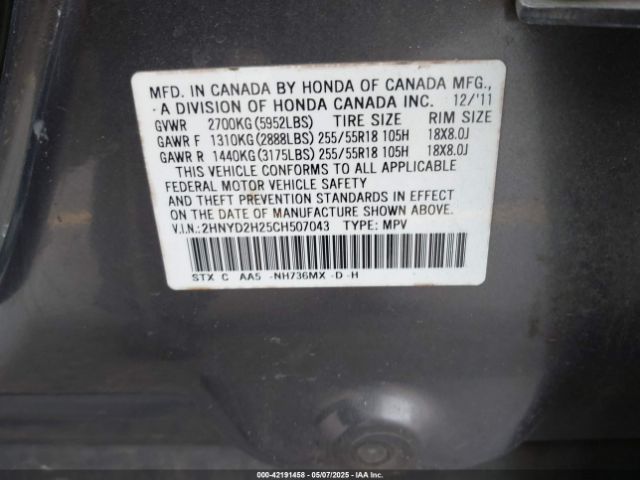 MFD. IN CANADA BY HONDA OF CANADA MFG.,
A DIVISION OF HONDA CANADA INC. 12/'11
GVWR 2700KG (5952LBS) TIRE SIZE RIM SIZE
GAWR F 1310KG (2888LBS) 255/55R18 105H 18X8.0J
GAWR R 1440KG (3175LBS) 255/55R18 105H 18X8.0J
THIS VEHICLE CONFORMS TO ALL APPLICABLE
FEDERAL MOTOR VEHICLE SAFETY
AND THEFT PREVENTION STANDARDS IN EFFECT
ON THE DATE OF MANUFACTURE SHOWN ABOVE.
V.I.N.:2HNYD2H25CH507043 TYPE: MPV
STX C AA5 -NH736MX -D -H
000-42191458 - 05/07/2025 - COPYRIGHT - IAA